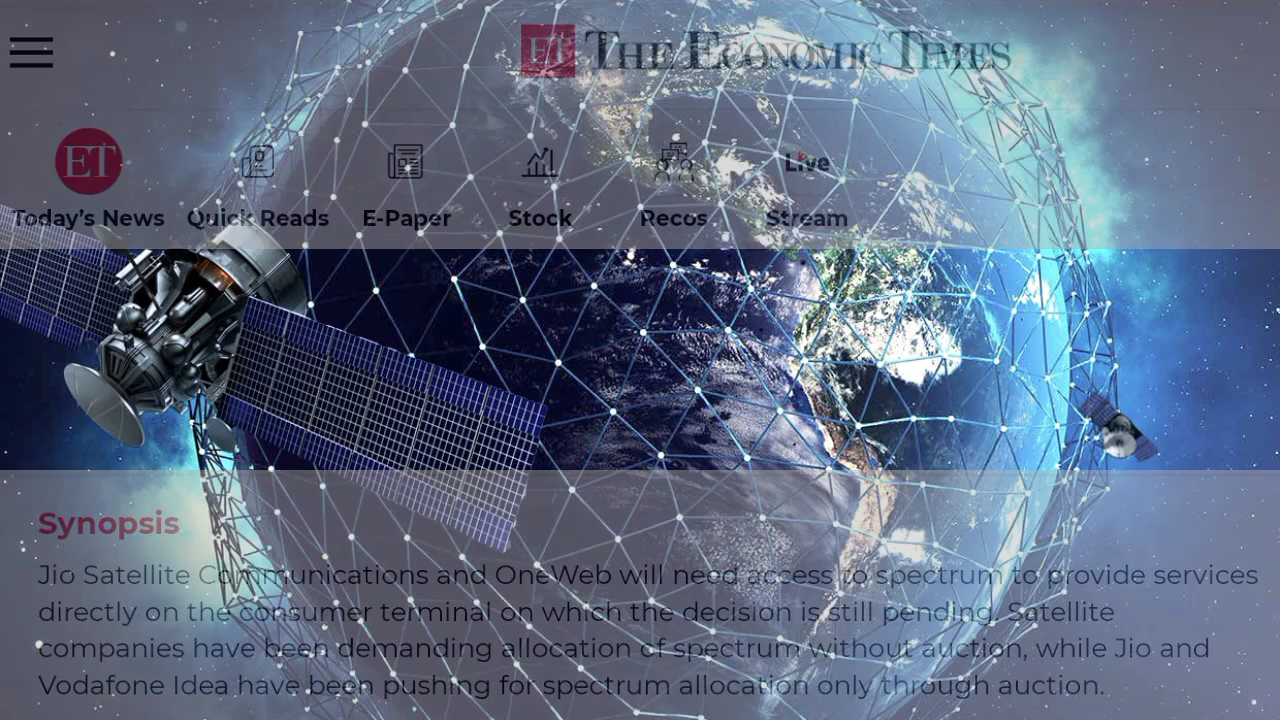 ET THE ECONOMIC TIMES
ET
Today’s News Quick Reads E-Paper Stock Recos Live Stream
Synopsis
Jio Satellite Communications and OneWeb will need access to spectrum to provide services
directly on the consumer terminal on which the decision is still pending. Satellite
companies have been demanding allocation of spectrum without auction, while Jio and
Vodafone Idea have been pushing for spectrum allocation only through auction.